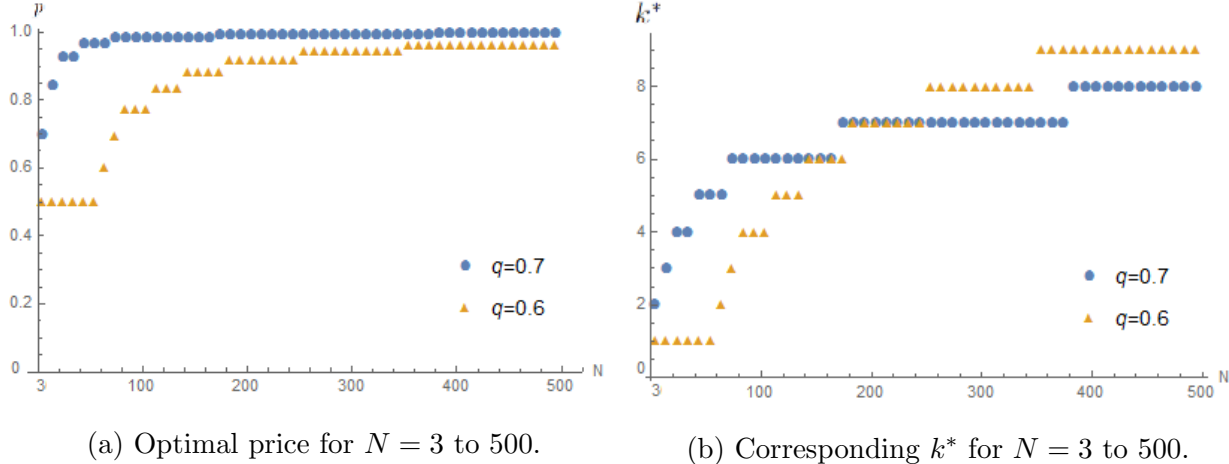 p
1.0
0.8
0.6
0.4
0.2
0
3
100
200
300
400
500
N
q=0.7
q=0.6
(a) Optimal price for N = 3 to 500.
k*
8
6
4
2
0
3
100
200
300
400
500
N
q=0.7
q=0.6
(b) Corresponding k* for N = 3 to 500.